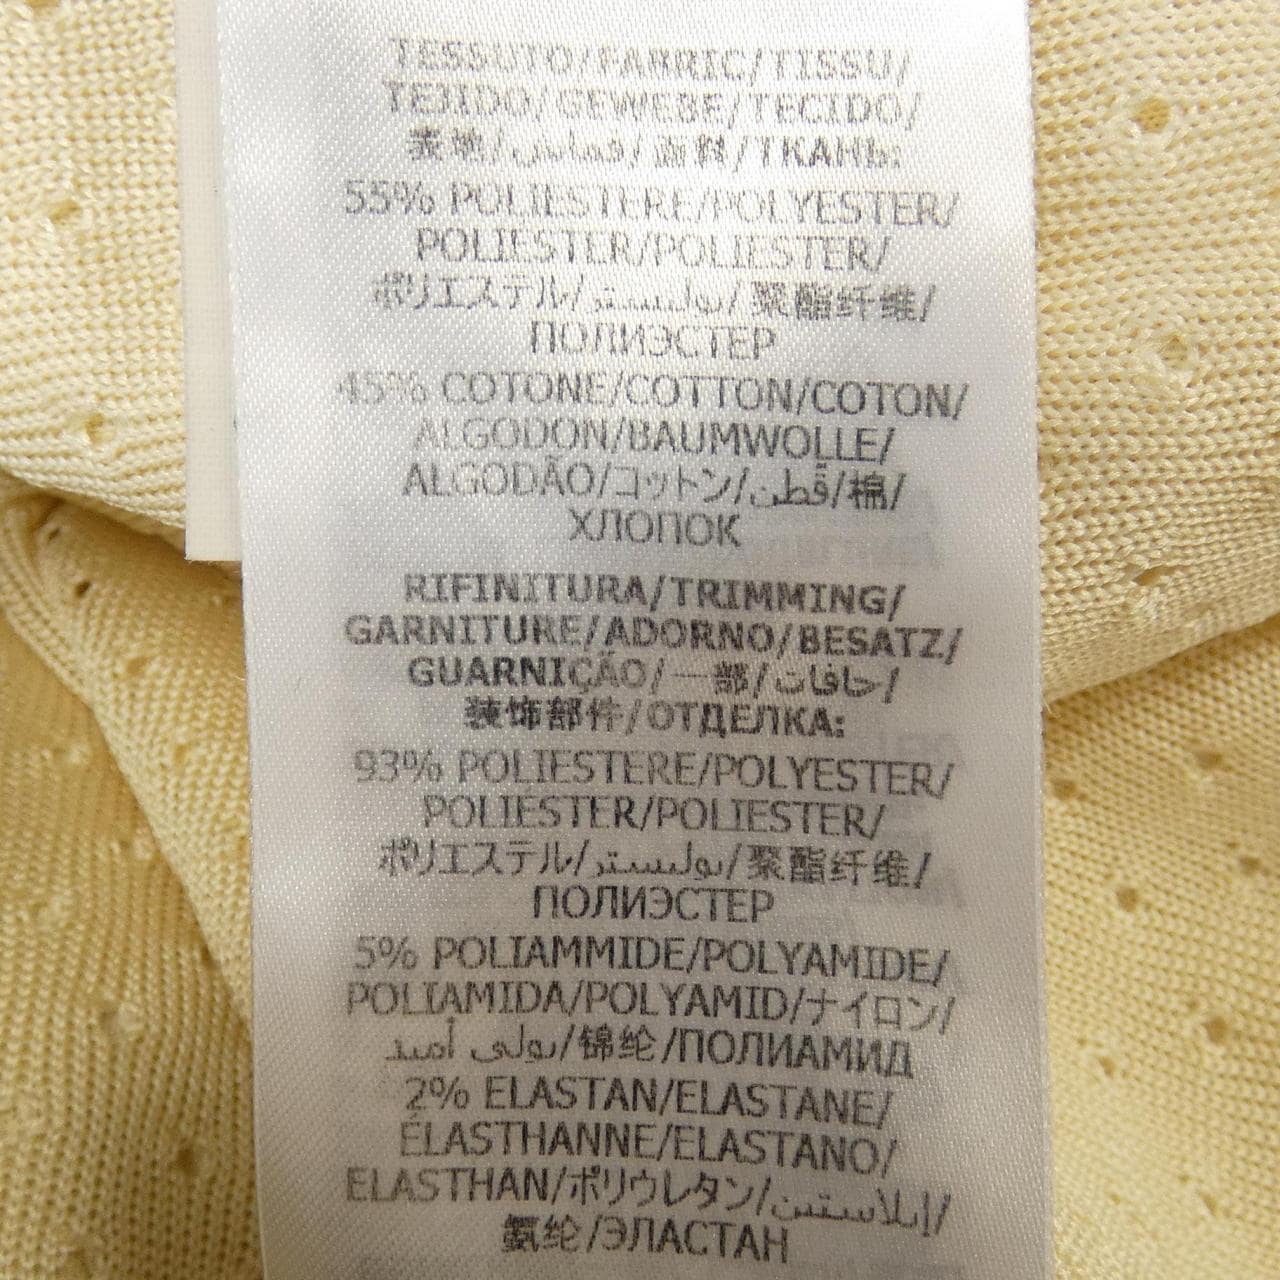 TESSUTO/FABRIC/TISSU/
TEJIDO/GEWEBE/TECIDO/
表地/قماش/面料/ТКАНЬ:
55% POLIESTERE/POLYESTER/
POLIESTER/POLIESTER/
ポリエステル/بوليستر/聚酯纤维/
ПОЛИЭСТЕР
45% COTONE/COTTON/COTON/
ALGODON/BAUMWOLLE/
ALGODÃO/コットン/قطن/棉/
ХЛОПОК
RIFINITURA/TRIMMING/
GARNITURE/ADORNO/BESATZ/
GUARNIÇÃO/一部/حافات/
装饰部件/ОТДЕЛКА:
93% POLIESTERE/POLYESTER/
POLIÉSTER/POLIESTER/
ポリエステル/بوليستر/聚酯纤维/
ПОЛИЭСТЕР
5% POLIAMMIDE/POLYAMIDE/
POLIAMIDA/POLYAMID/ナイロン/
بولي أميد/锦纶/ПОЛИАМИД
2% ELASTAN/ELASTANE/
ÉLASTHANNE/ELASTANO/
ELASTHAN/ポリウレタン/إيلاستين/
氨纶/ЭЛАСТАН